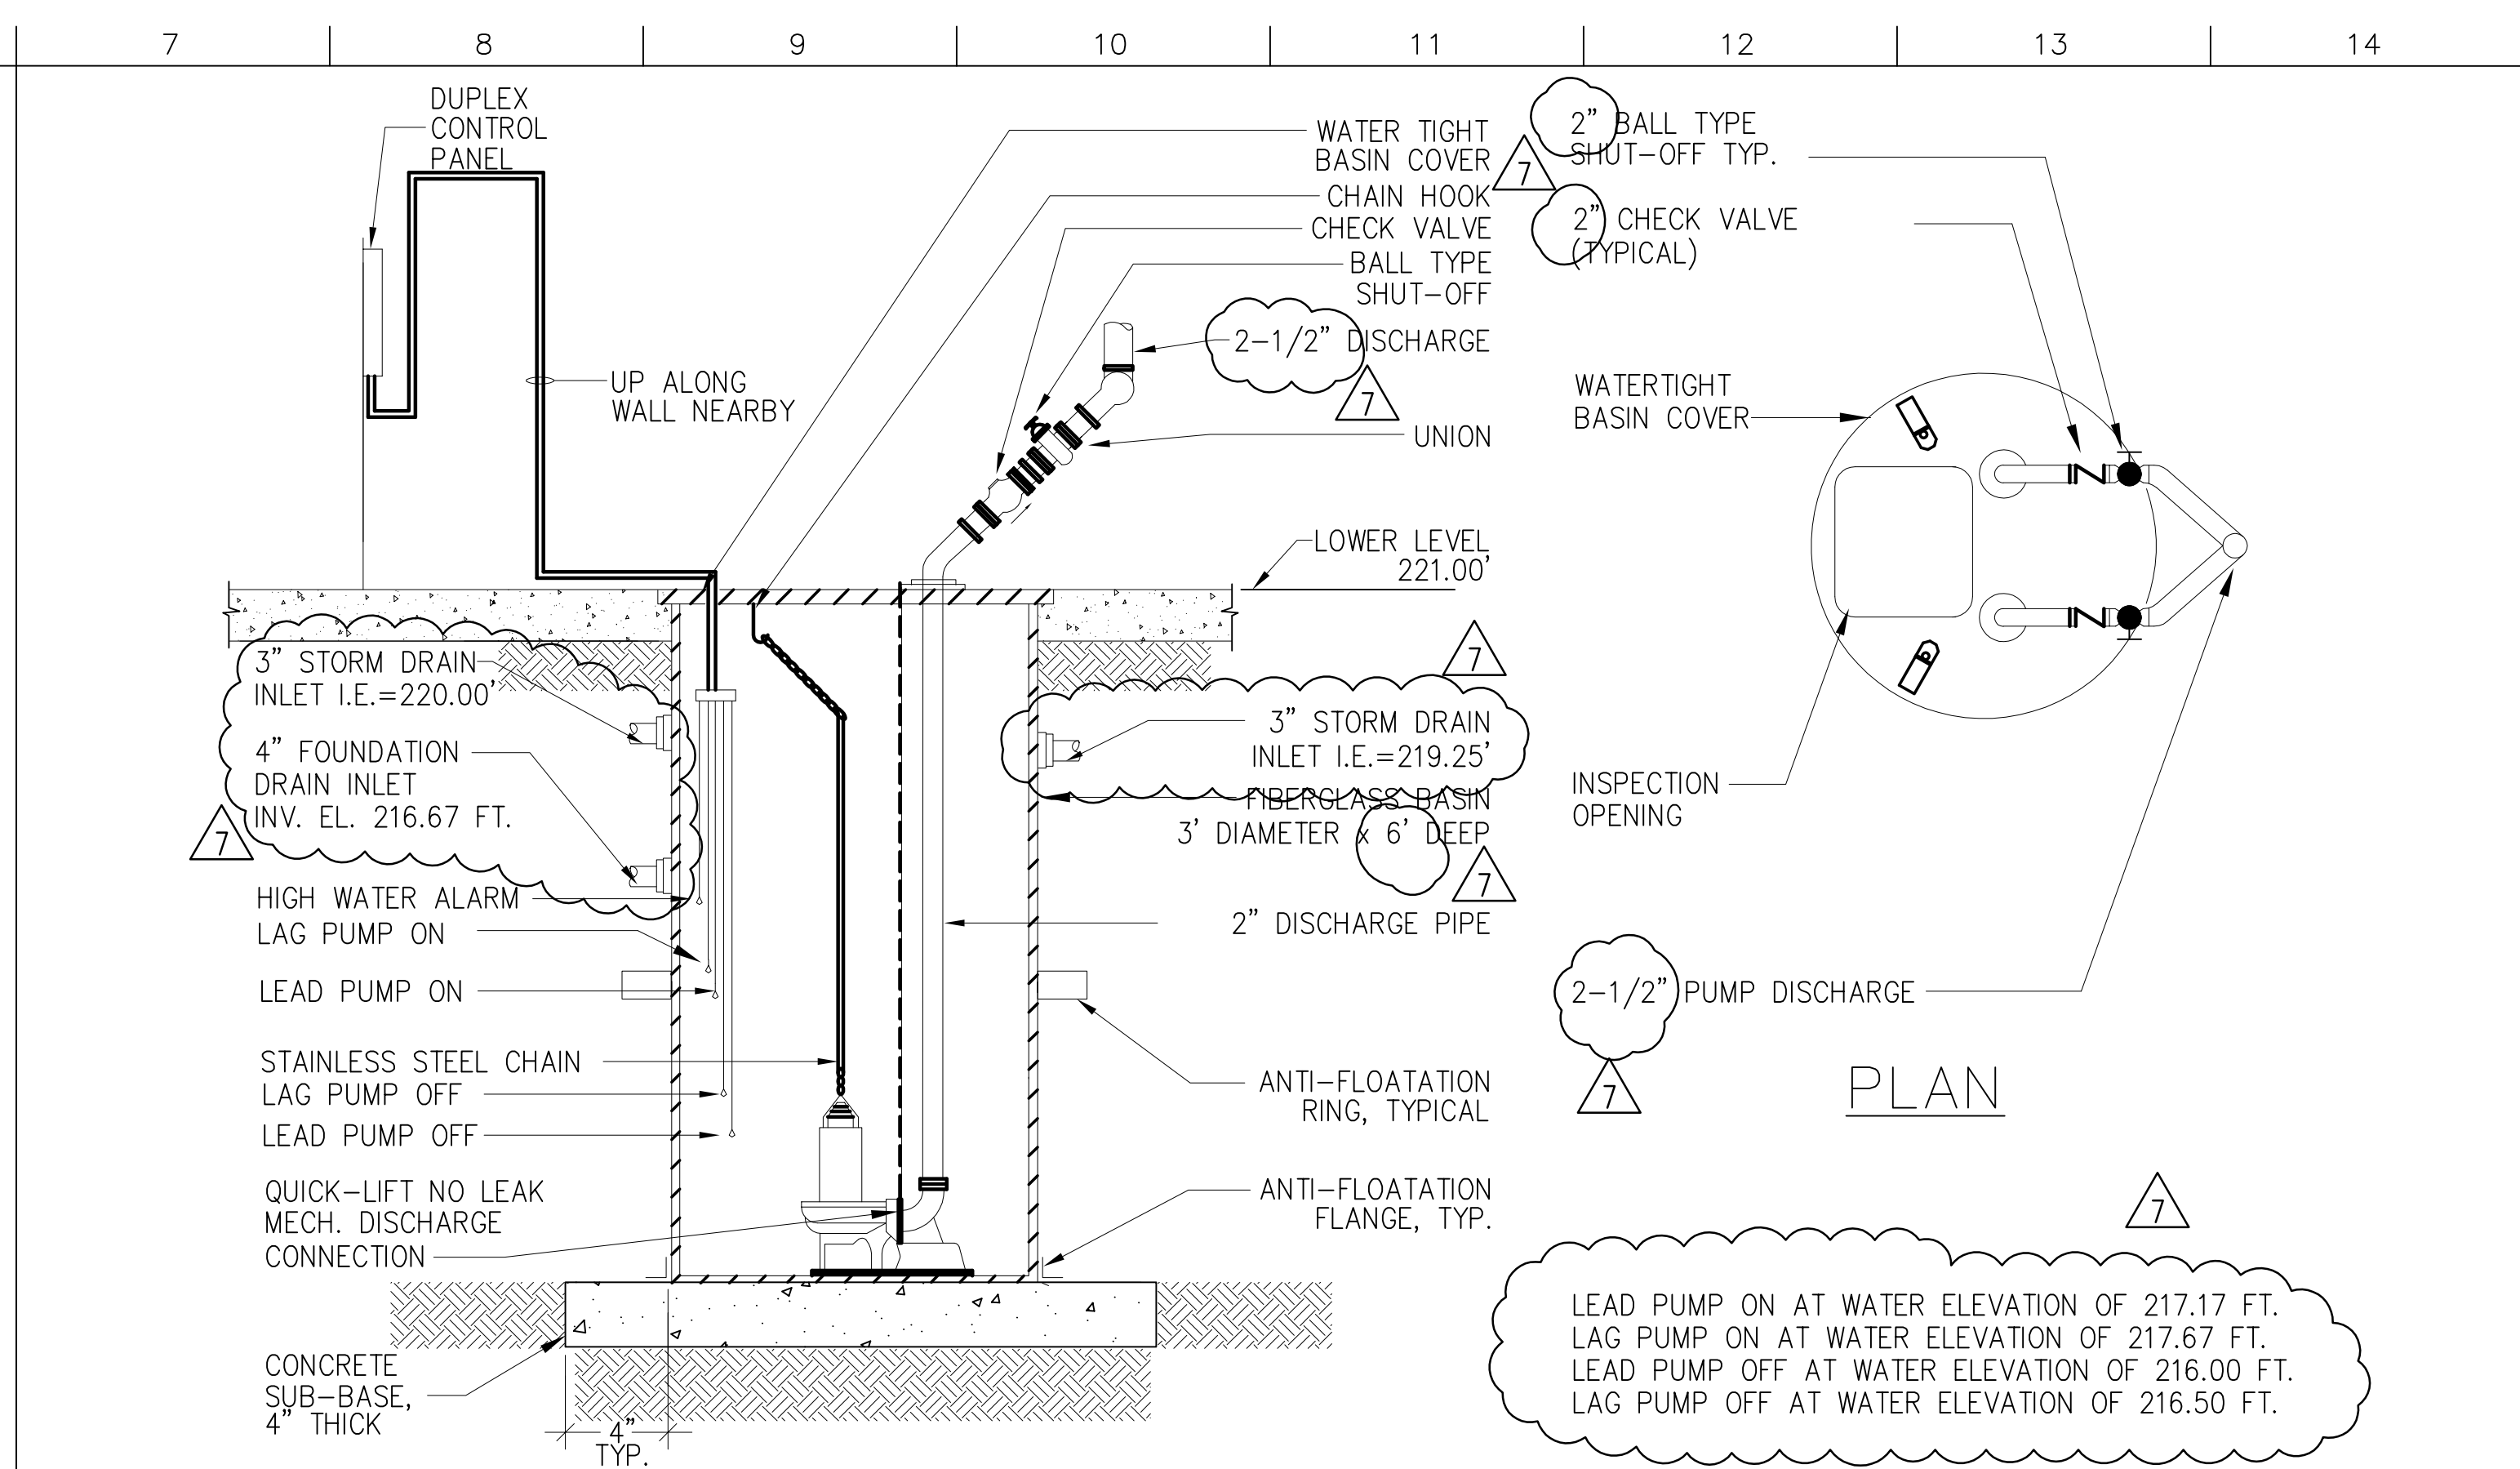 7 8 9 10 11 12 13 14
DUPLEX
CONTROL
PANEL
UP ALONG
WALL NEARBY
WATER TIGHT
BASIN COVER
CHAIN HOOK
CHECK VALVE
BALL TYPE
SHUT-OFF
2-1/2" DISCHARGE
7
UNION
LOWER LEVEL
221.00'
7
2" BALL TYPE
SHUT-OFF TYP.
7
2" CHECK VALVE
(TYPICAL)
WATERTIGHT
BASIN COVER
INSPECTION
OPENING
2-1/2" PUMP DISCHARGE
7
PLAN
3" STORM DRAIN
INLET I.E.=220.00'
4" FOUNDATION
DRAIN INLET
INV. EL. 216.67 FT.
7
HIGH WATER ALARM
LAG PUMP ON
LEAD PUMP ON
STAINLESS STEEL CHAIN
LAG PUMP OFF
LEAD PUMP OFF
QUICK-LIFT NO LEAK
MECH. DISCHARGE
CONNECTION
CONCRETE
SUB-BASE,
4" THICK
4"
TYP.
3" STORM DRAIN
INLET I.E.=219.25'
FIBERGLASS BASIN
3' DIAMETER x 6' DEEP
7
2" DISCHARGE PIPE
ANTI-FLOATATION
RING, TYPICAL
ANTI-FLOATATION
FLANGE, TYP.
7
LEAD PUMP ON AT WATER ELEVATION OF 217.17 FT.
LAG PUMP ON AT WATER ELEVATION OF 217.67 FT.
LEAD PUMP OFF AT WATER ELEVATION OF 216.00 FT.
LAG PUMP OFF AT WATER ELEVATION OF 216.50 FT.